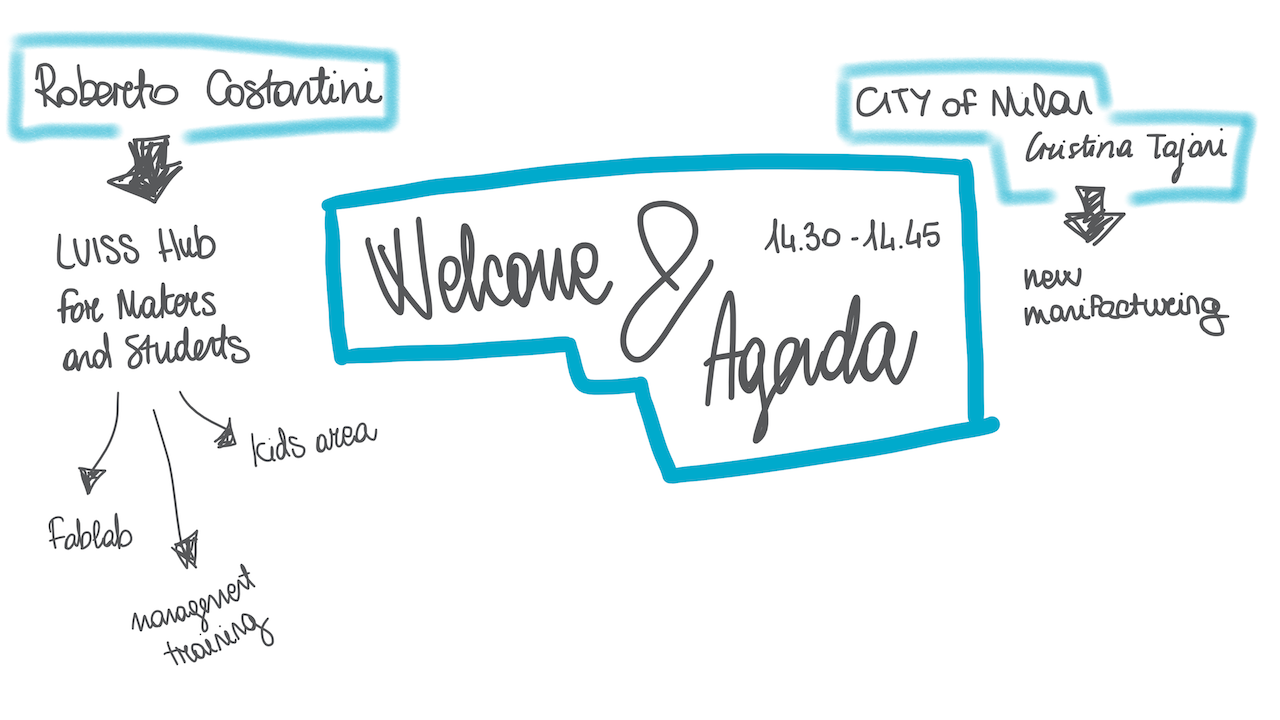 Robereto Costantini
LUISS Hub
for Makers
and Students
Kids area
Fablab
management
training
Welcome &
14.30 - 14.45
Agenda
CITY of Milan
Cristina Tajani
new
manifacturing